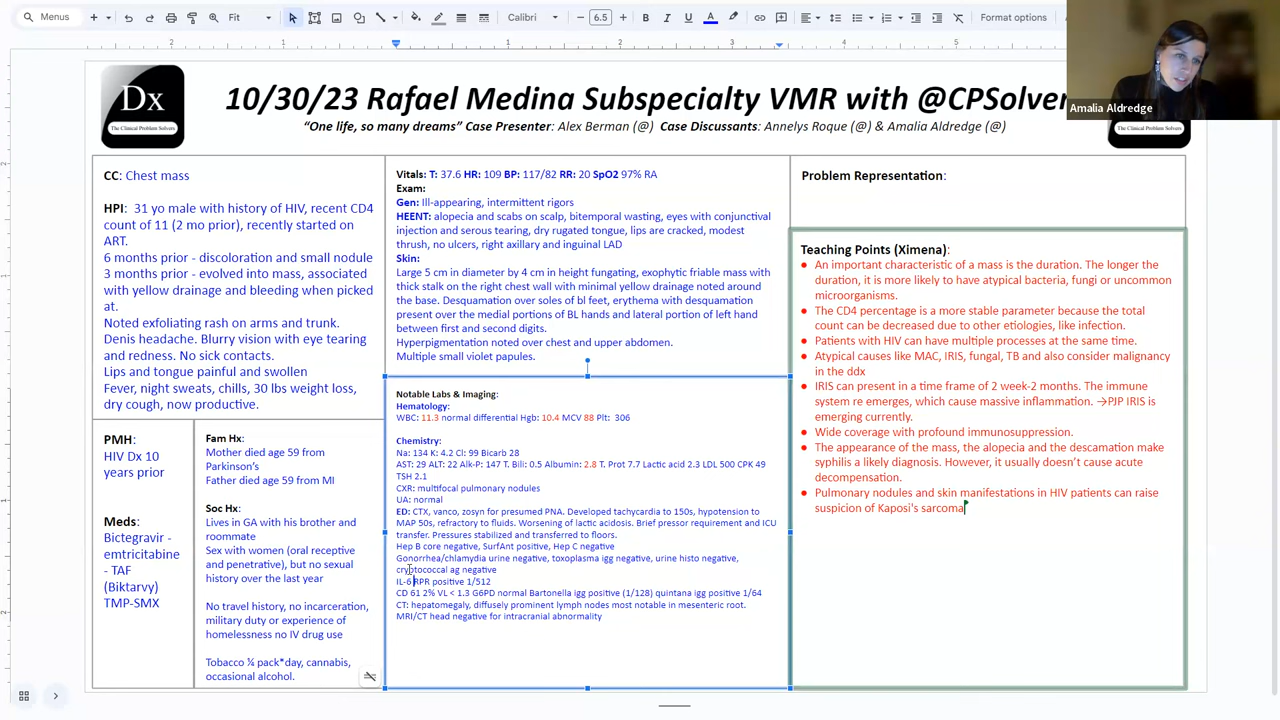 Menus
Fit
Calibri
6.5
Format options
2
1
1
2
3
4
5
Amalia Aldredge
Dx
The Clinical Problem Solvers
10/30/23 Rafael Medina Subspecialty VMR with @CPSolver
"One life, so many dreams" Case Presenter: Alex Berman (@) Case Discussants: Annelys Roque (@) & Amalia Aldredge (@)
The Clinical Problem Solvers
CC: Chest mass
HPI: 31 yo male with history of HIV, recent CD4
count of 11 (2 mo prior), recently started on
ART.
6 months prior - discoloration and small nodule
3 months prior - evolved into mass, associated
with yellow drainage and bleeding when picked
at.
Noted exfoliating rash on arms and trunk.
Denis headache. Blurry vision with eye tearing
and redness. No sick contacts.
Lips and tongue painful and swollen
Fever, night sweats, chills, 30 lbs weight loss,
dry cough, now productive.
PMH:
HIV Dx 10
years prior
Meds:
Bictegravir -
emtricitabine
- TAF
(Biktarvy)
TMP-SMX
Fam Hx:
Mother died age 59 from
Parkinson's
Father died age 59 from MI
Soc Hx:
Lives in GA with his brother and
roommate
Sex with women (oral receptive
and penetrative), but no sexual
history over the last year
No travel history, no incarceration,
military duty or experience of
homelessness no IV drug use
Tobacco ¼ pack*day, cannabis,
occasional alcohol.
Vitals: T: 37.6 HR: 109 BP: 117/82 RR: 20 SpO2 97% RA
Exam:
Gen: Ill-appearing, intermittent rigors
HEENT: alopecia and scabs on scalp, bitemporal wasting, eyes with conjunctival
injection and serous tearing, dry rugated tongue, lips are cracked, modest
thrush, no ulcers, right axillary and inguinal LAD
Skin:
Large 5 cm in diameter by 4 cm in height fungating, exophytic friable mass with
thick stalk on the right chest wall with minimal yellow drainage noted around
the base. Desquamation over soles of bl feet, erythema with desquamation
present over the medial portions of BL hands and lateral portion of left hand
between first and second digits.
Hyperpigmentation noted over chest and upper abdomen.
Multiple small violet papules.
Notable Labs & Imaging:
Hematology:
WBC: 11.3 normal differential Hgb: 10.4 MCV 88 Plt: 306
Chemistry:
Na: 134 K: 4.2 Cl: 99 Bicarb 28
AST: 29 ALT: 22 Alk-P: 147 T. Bili: 0.5 Albumin: 2.8 T. Prot 7.7 Lactic acid 2.3 LDL 500 CPK 49
TSH 2.1
CXR: multifocal pulmonary nodules
UA: normal
ED: CTX, vanco, zosyn for presumed PNA. Developed tachycardia to 150s, hypotension to
MAP 50s, refractory to fluids. Worsening of lactic acidosis. Brief pressor requirement and ICU
transfer. Pressures stabilized and transferred to floors.
Hep B core negative, SurfAnt positive, Hep C negative
Gonorrhea/chlamydia urine negative, toxoplasma igg negative, urine histo negative,
cryptococcal ag negative
IL-6 RPR positive 1/512
CD 61 2% VL < 1.3 G6PD normal Bartonella igg positive (1/128) quintana igg positive 1/64
CT: hepatomegaly, diffusely prominent lymph nodes most notable in mesenteric root.
MRI/CT head negative for intracranial abnormality
Problem Representation:
Teaching Points (Ximena):
● An important characteristic of a mass is the duration. The longer the
duration, it is more likely to have atypical bacteria, fungi or uncommon
microorganisms.
● The CD4 percentage is a more stable parameter because the total
count can be decreased due to other etiologies, like infection.
● Patients with HIV can have multiple processes at the same time.
● Atypical causes like MAC, IRIS, fungal, TB and also consider malignancy
in the ddx
● IRIS can present in a time frame of 2 week-2 months. The immune
system re emerges, which cause massive inflammation. →PJP IRIS is
emerging currently.
● Wide coverage with profound immunosuppression.
● The appearance of the mass, the alopecia and the descamation make
syphilis a likely diagnosis. However, it usually doesn't cause acute
decompensation.
● Pulmonary nodules and skin manifestations in HIV patients can raise
suspicion of Kaposi's sarcoma